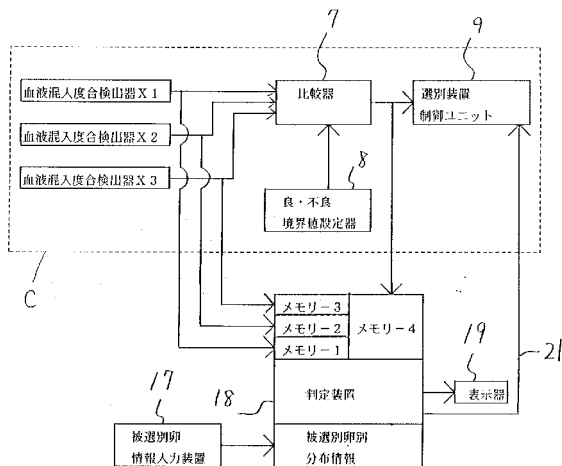 7
9
血液混入度合検出器X1
比較器
選別装置
制御ユニット
血液混入度合検出器X2
血液混入度合検出器X3
8
良・不良
境界値設定器
C
メモリー3
メモリー2
メモリー1
メモリー4
19
21
17
18
判定装置
表示器
被選別卵
情報入力装置
被選別卵別
分布情報